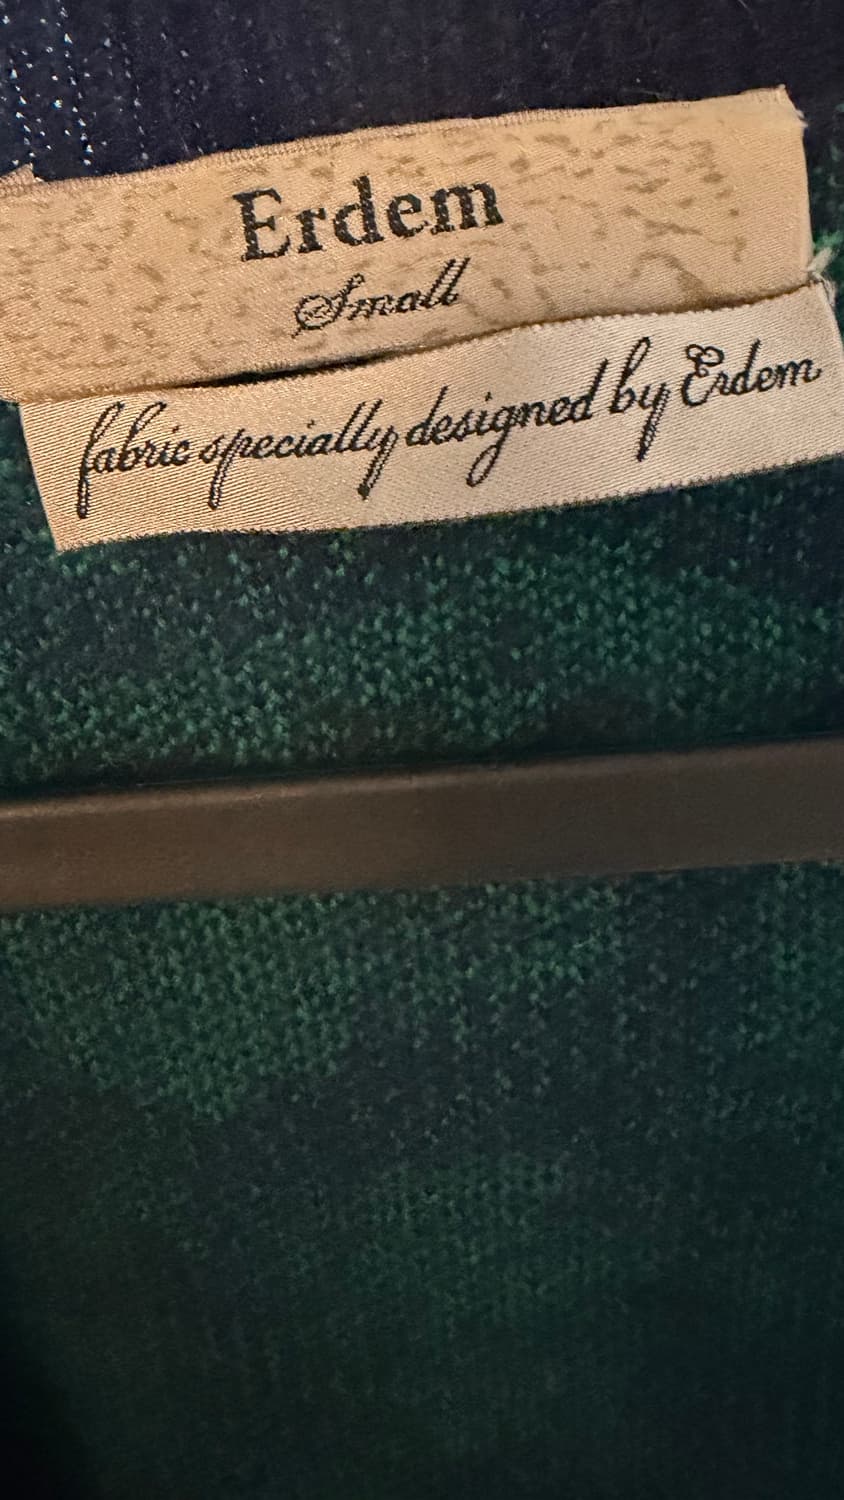 Erdem
Small
fabric specially designed by Erdem